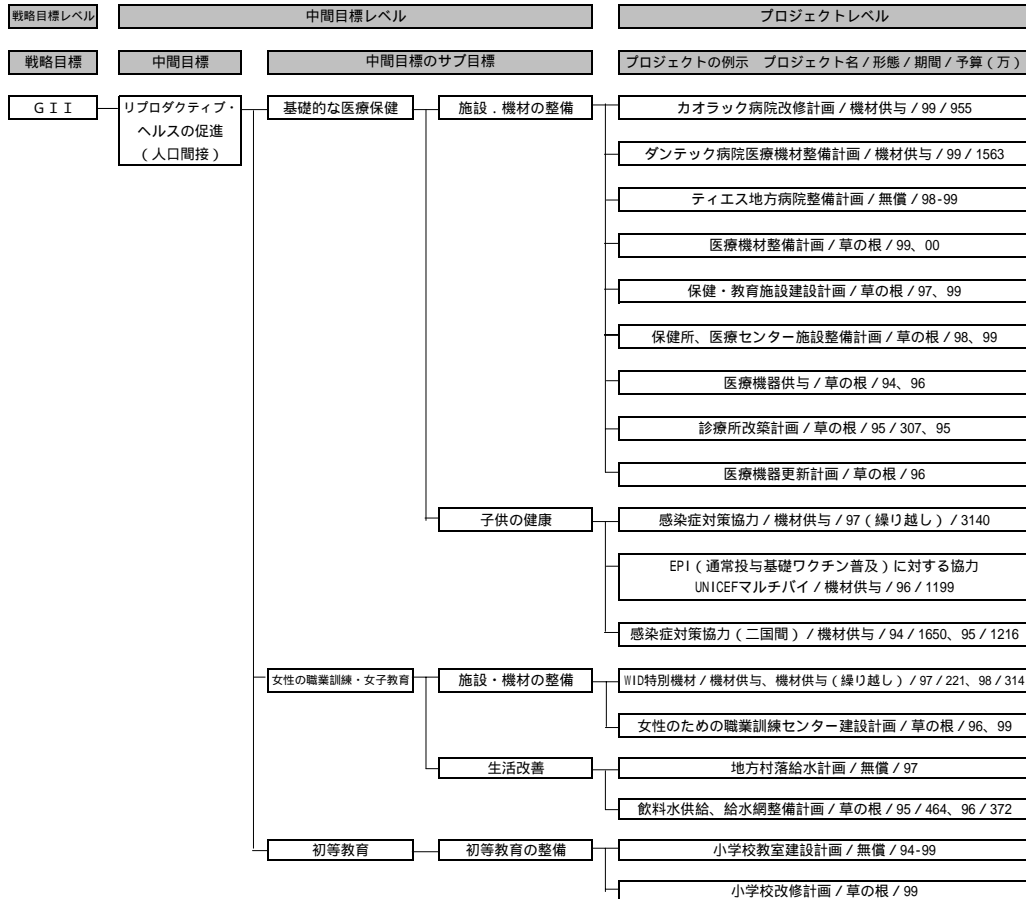 戦略目標レベル
中間目標レベル
プロジェクトレベル
戦略目標
中間目標
中間目標のサブ目標
プロジェクトの例示　プロジェクト名/形態/期間/予算(万)
GII
リプロダクティブ・
ヘルスの促進
(人口間接)
基礎的な医療保健
施設.機材の整備
カオラック病院改修計画/機材供与/99/955
ダンテック病院医療機材整備計画/機材供与/99/1563
ティエス地方病院整備計画/無償/98-99
医療機材整備計画/草の根/99、00
保健・教育施設建設計画/草の根/97、99
保健所、医療センター施設整備計画/草の根/98、99
医療機器供与/草の根/94、96
診療所改築計画/草の根/95/307、95
医療機器更新計画/草の根/96
子供の健康
感染症対策協力/機材供与/97(繰り越し)/3140
EPI(通常投与基礎ワクチン普及)に対する協力
UNICEFマルチバイ/機材供与/96/1199
感染症対策協力(二国間)/機材供与/94/1650、95/1216
女性の職業訓練・女子教育
施設・機材の整備
WID特別機材/機材供与、機材供与(繰り越し)/97/221、98/314
女性のための職業訓練センター建設計画/草の根/96、99
生活改善
地方村落給水計画/無償/97
飲料水供給、給水網整備計画/草の根/95/464、96/372
初等教育
初等教育の整備
小学校教室建設計画/無償/94-99
小学校改修計画/草の根/99